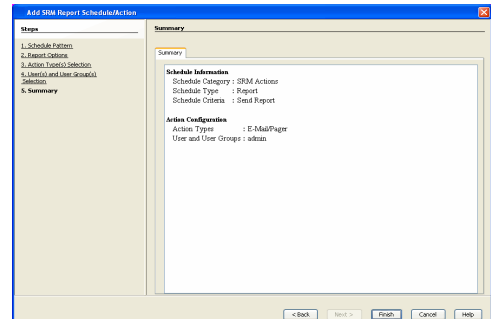 Add SRM Report Schedule/Action
Steps
1. Schedule Pattern
2. Report Options
3. Action Type(s) Selection
4. User(s) and User Group(s)
Selection
5. Summary
Summary
Summary
Schedule Information
Schedule Category : SRM Actions
Schedule Type : Report
Schedule Criteria : Send Report
Action Configuration
Action Types : E-Mail/Pager
User and User Groups : admin
< Back
Next >
Finish
Cancel
Help